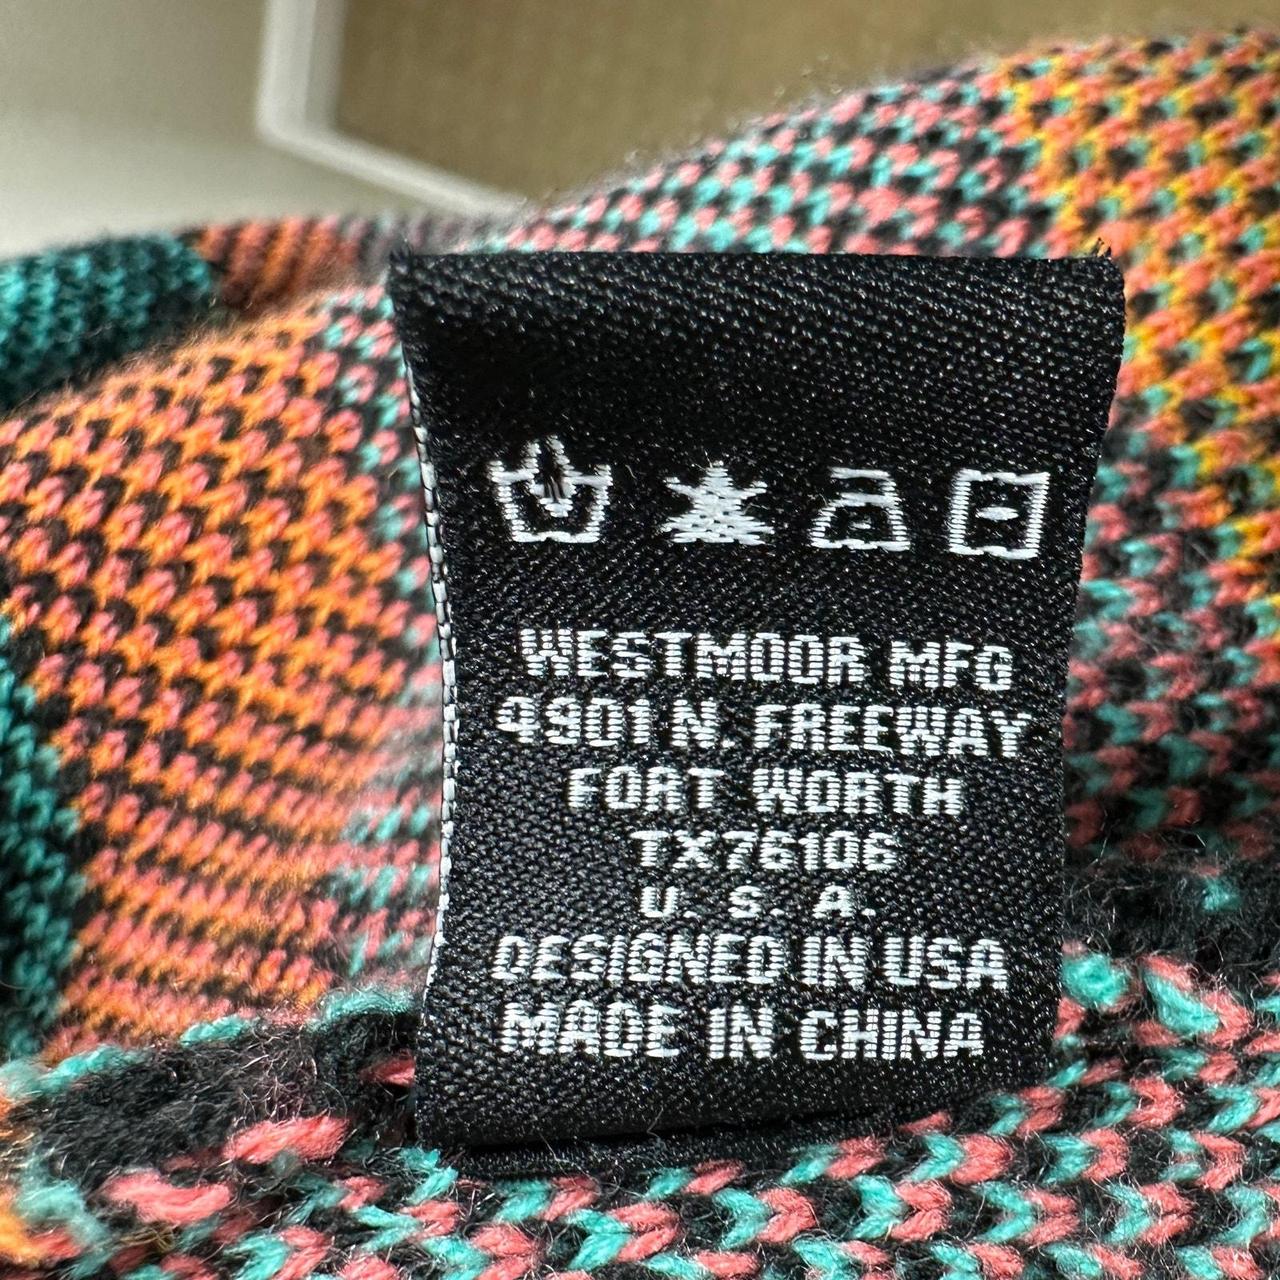 WESTMOOR MFG
4901 N. FREEWAY
FORT WORTH
TX76106
U. S. A.
DESIGNED IN USA
MADE IN CHINA